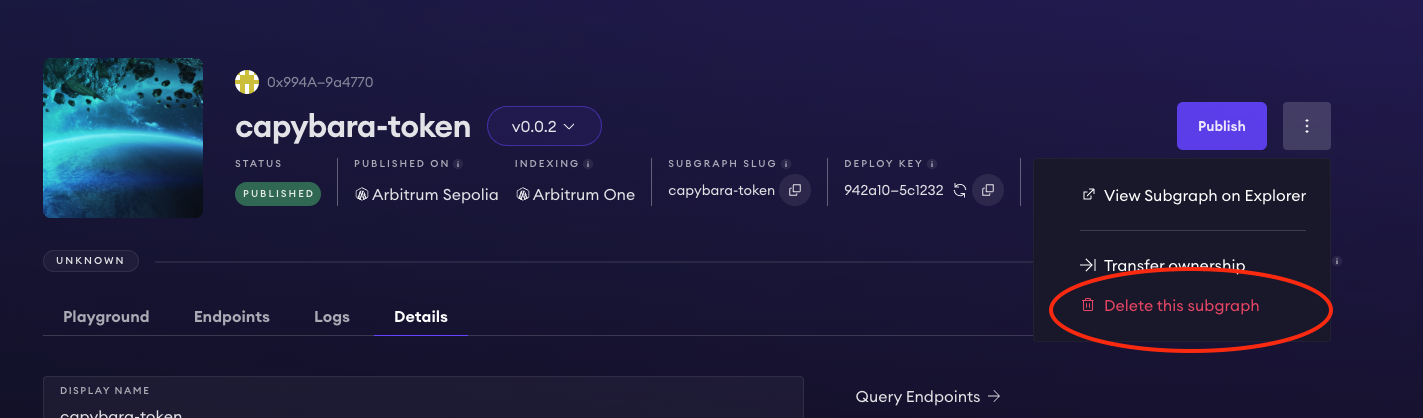 0x994A—9a4770
capybara-token v0.0.2
Publish
STATUS PUBLISHED ON INDEXING SUBGRAPH SLUG DEPLOY KEY
PUBLISHED Arbitrum Sepolia Arbitrum One capybara-token 942a10—5c1232
View Subgraph on Explorer
Transfer ownership
Delete this subgraph
UNKNOWN
Playground Endpoints Logs Details
DISPLAY NAME
capybara-token
Query Endpoints →